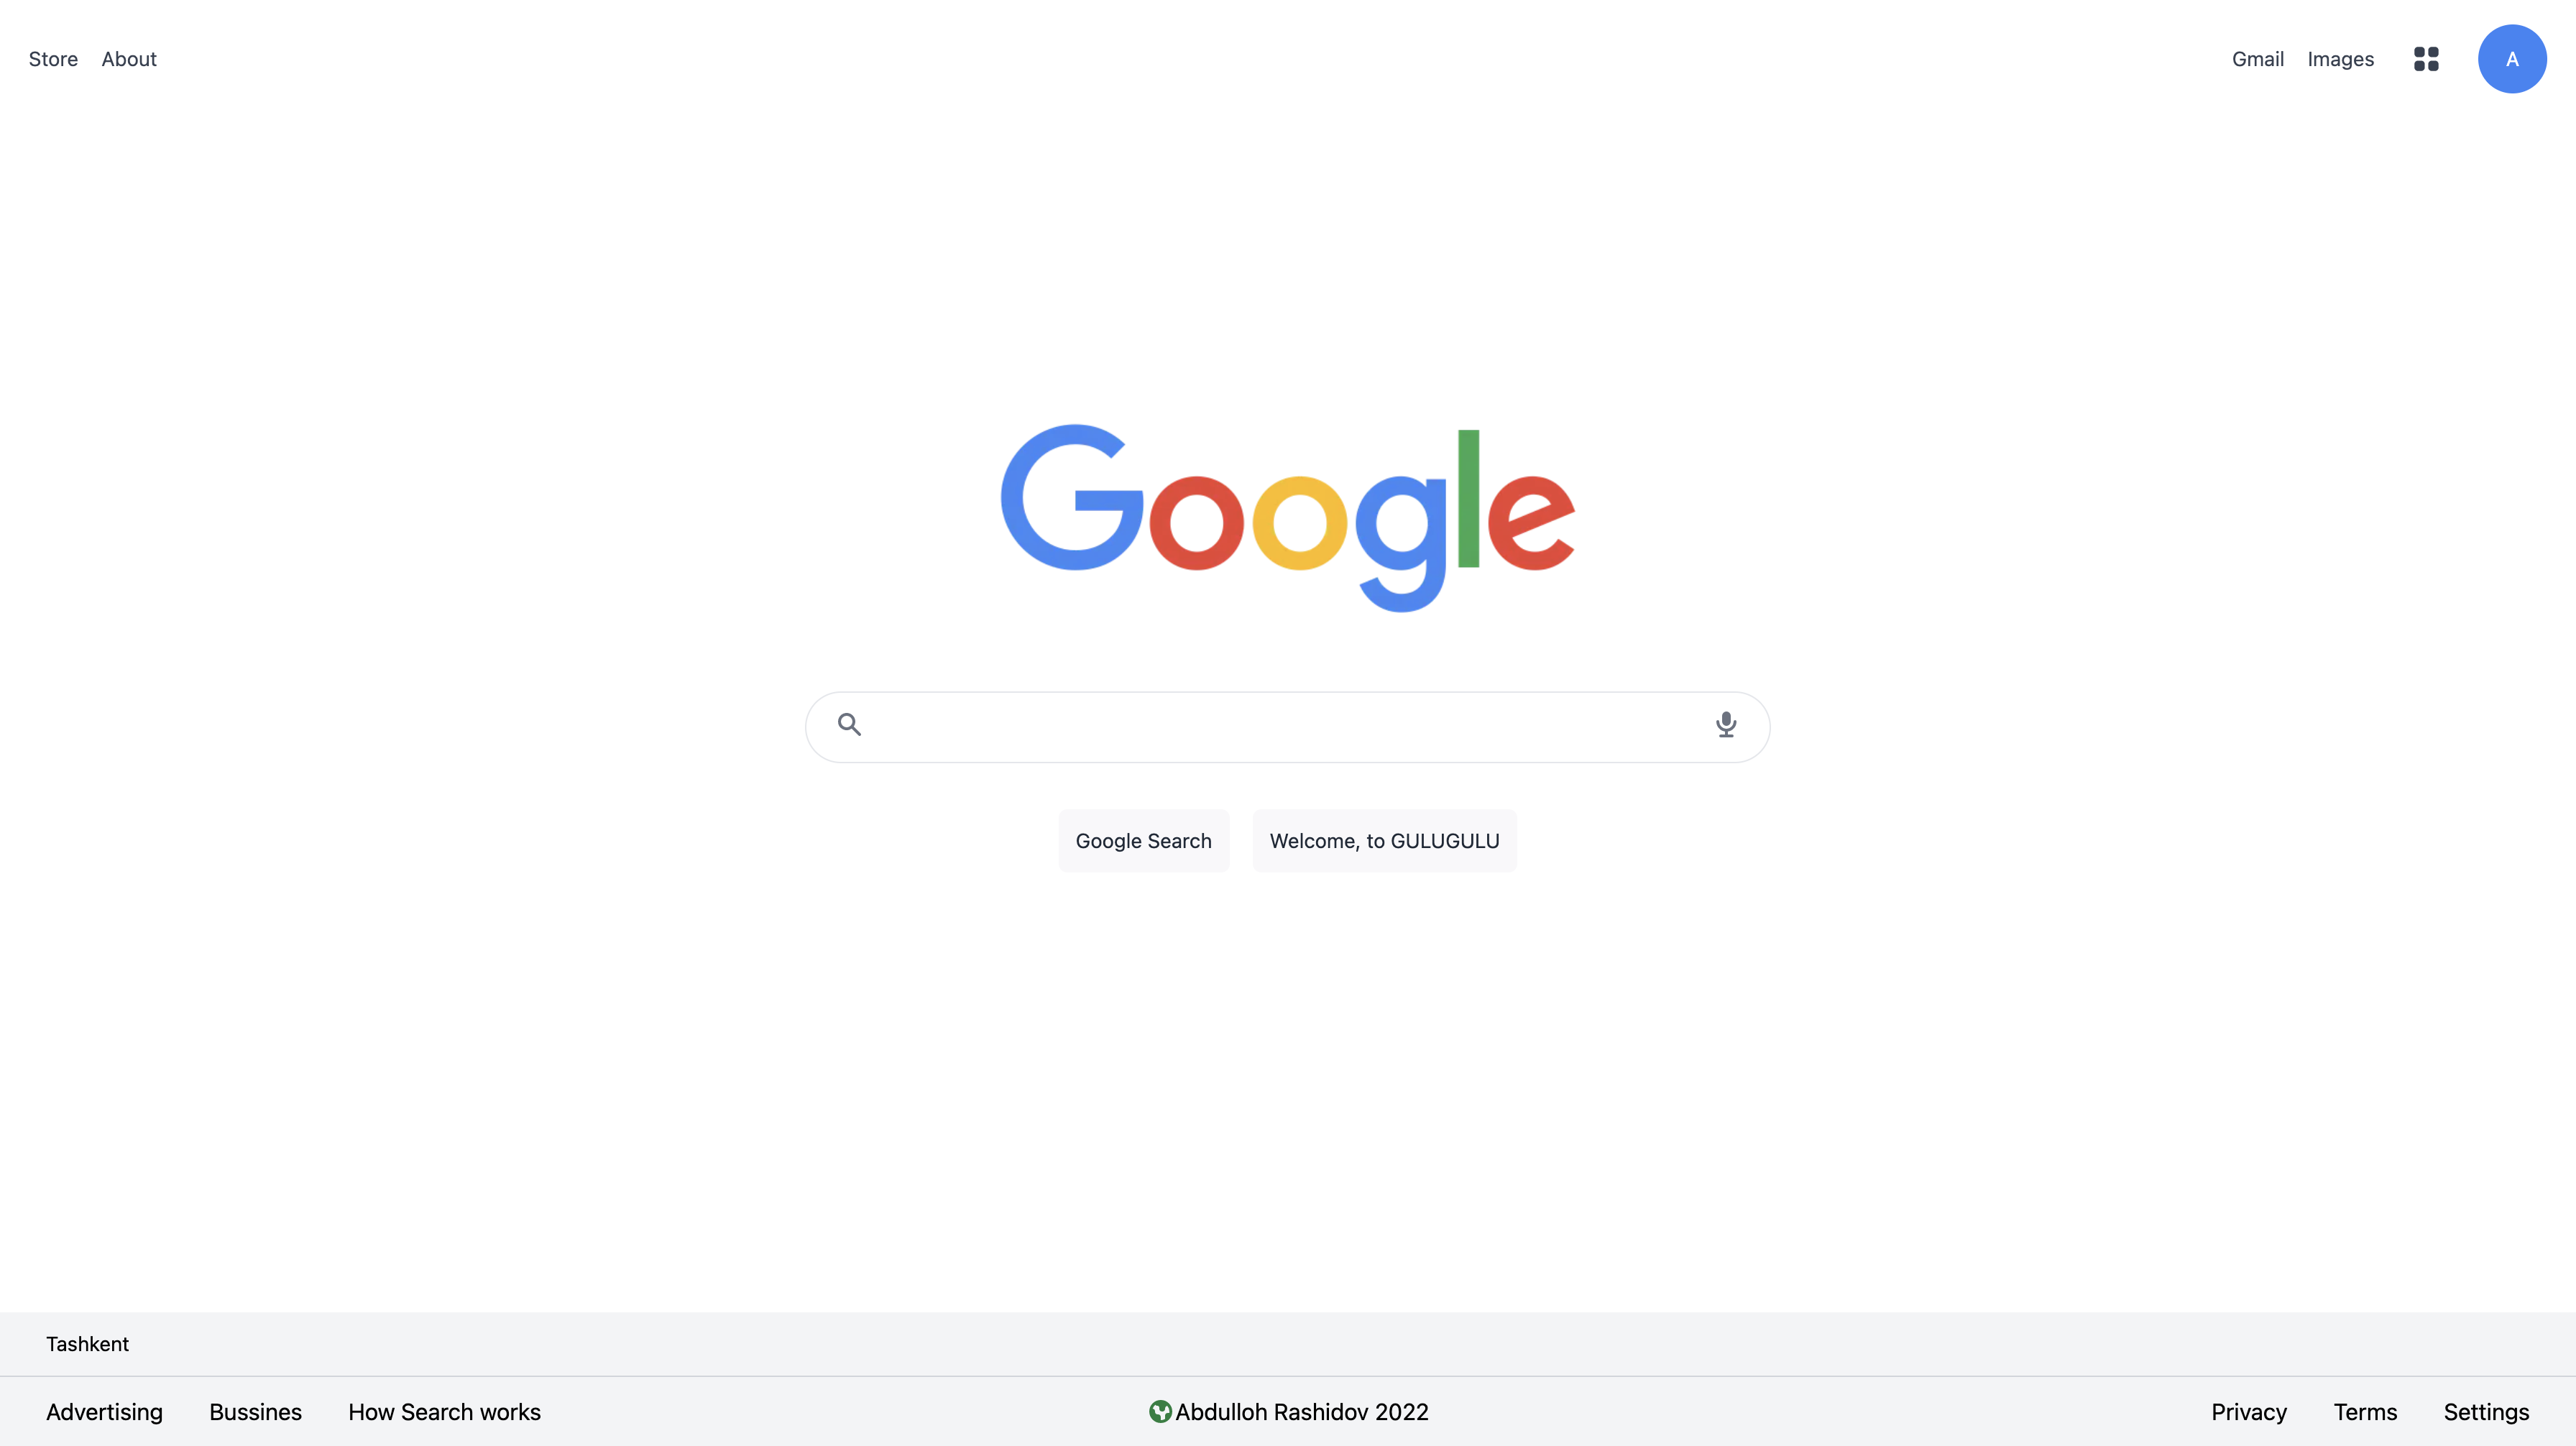 Store About Gmail Images A
Google
Google Search Welcome, to GULUGULU
Tashkent
Advertising Bussines How Search works Abdulloh Rashidov 2022 Privacy Terms Settings